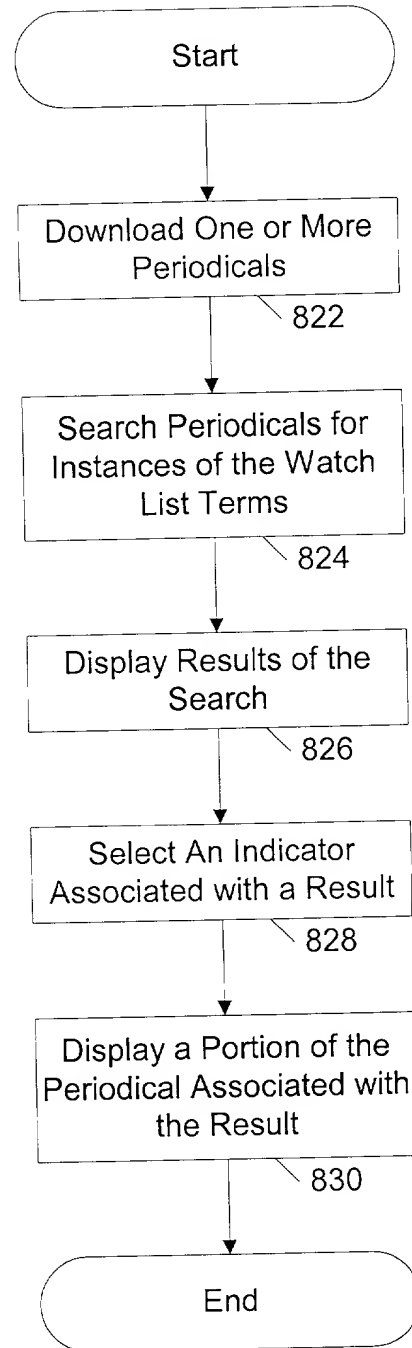 Start
Download One or More
Periodicals
822
Search Periodicals for
Instances of the Watch
List Terms
824
Display Results of the
Search
826
Select An Indicator
Associated with a Result
828
Display a Portion of the
Periodical Associated with
the Result
830
End